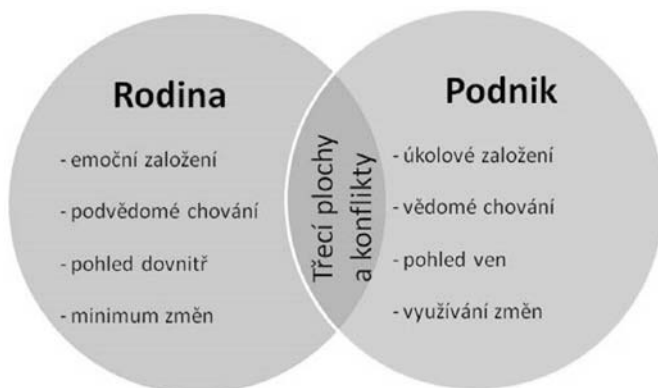 Rodina
- emoční založení
- podvědomé chování
- pohled dovnitř
- minimum změn
Třecí plochy
a konflikty
Podnik
- úkolové založení
- vědomé chování
- pohled ven
- využívání změn